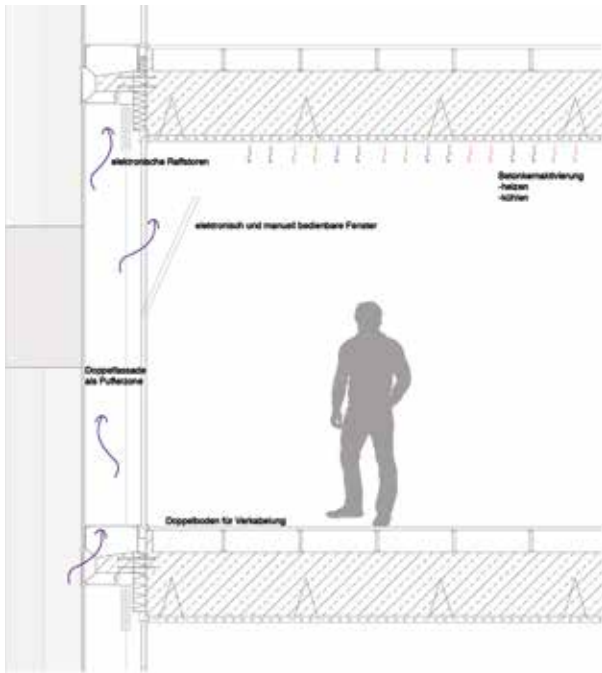 elektronische Raffstoren
Betonkernaktivierung
-heizen
-kühlen
elektronisch und manuell bedienbare Fenster
Doppelfassade
als Pufferzone
Doppelboden für Verkabelung